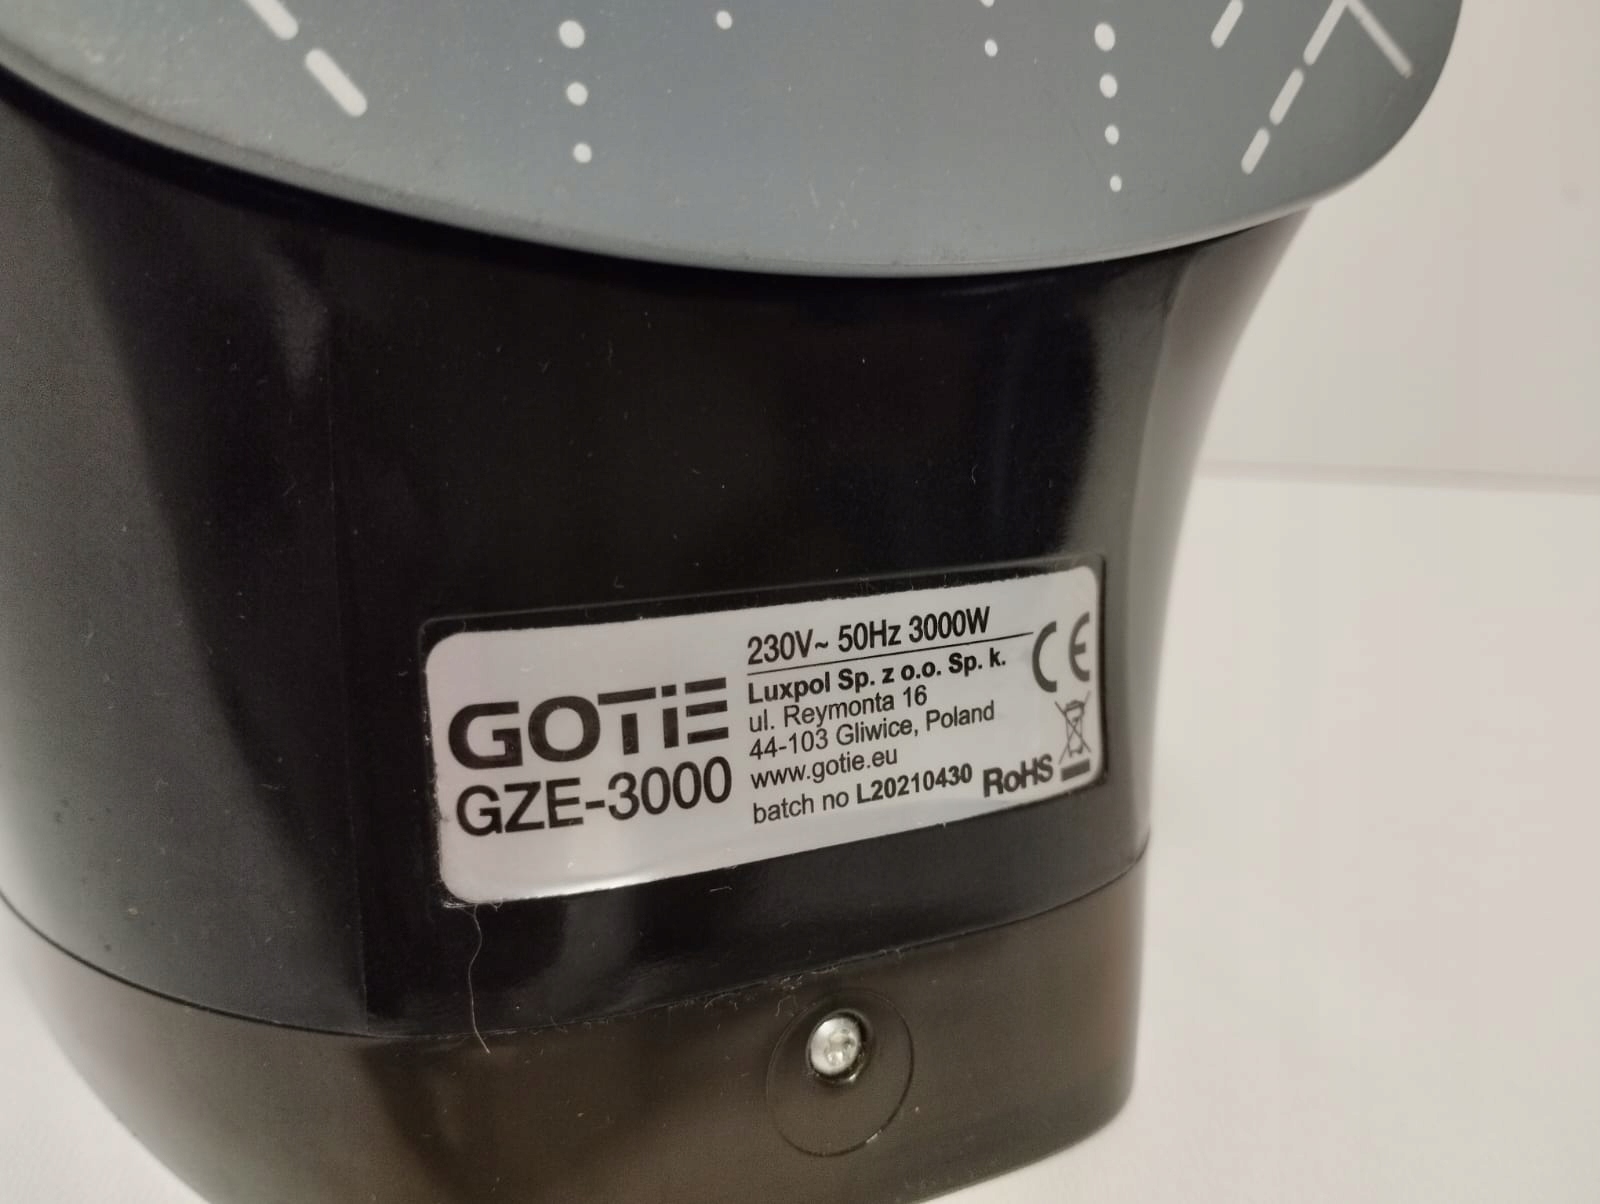 GOTiE
GZE-3000
230V~ 50Hz 3000W
Luxpol Sp. z o.o. Sp. k.
ul. Reymonta 16
44-103 Gliwice, Poland
www.gotie.eu
batch no L20210430
CE
RoHS